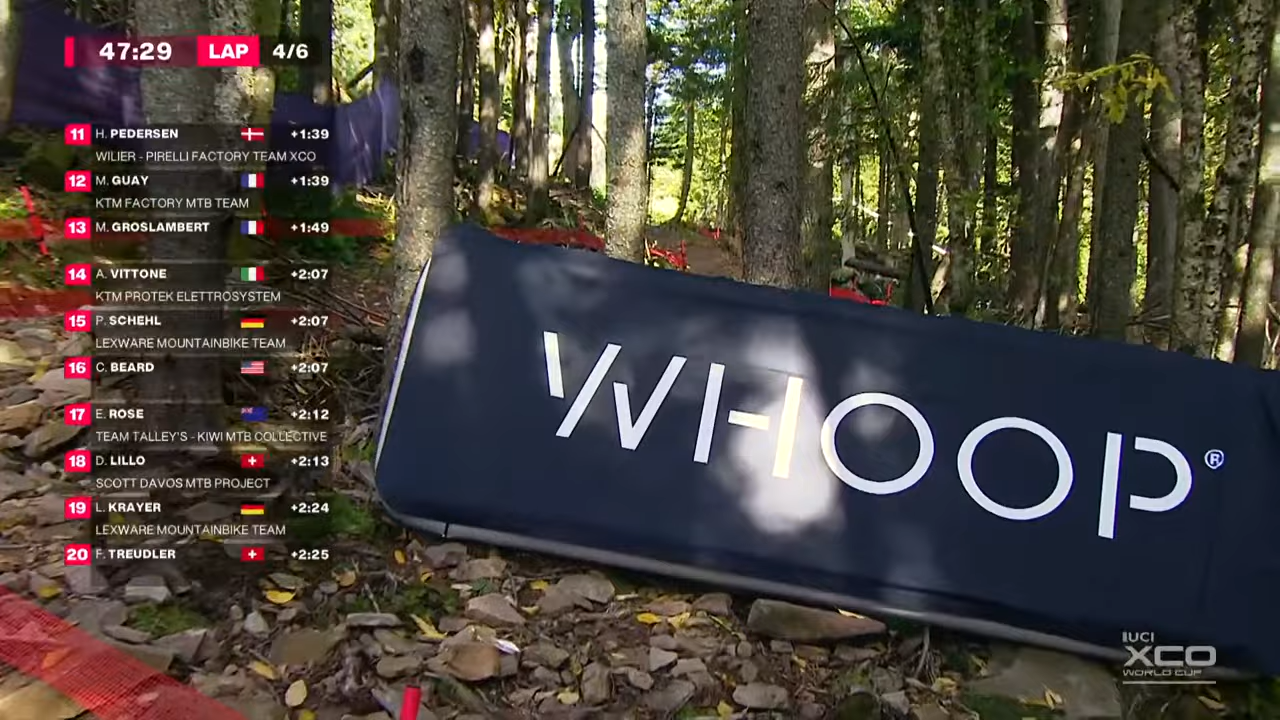 47:29 LAP 4/6
11 H. PEDERSEN +1:39
WILIER - PIRELLI FACTORY TEAM XCO
12 M. GUAY +1:39
KTM FACTORY MTB TEAM
13 M. GROSLAMBERT +1:49
14 A. VITTONE +2:07
KTM PROTEK ELETTROSYSTEM
15 P. SCHEHL +2:07
LEXWARE MOUNTAINBIKE TEAM
16 C. BEARD +2:07
17 E. ROSE +2:12
TEAM TALLEY'S - KIWI MTB COLLECTIVE
18 D. LILLO +2:13
SCOTT DAVOS MTB PROJECT
19 L. KRAYER +2:24
LEXWARE MOUNTAINBIKE TEAM
20 F. TREUDLER +2:25
WHOOP®
UCI
XCO
WORLD CUP